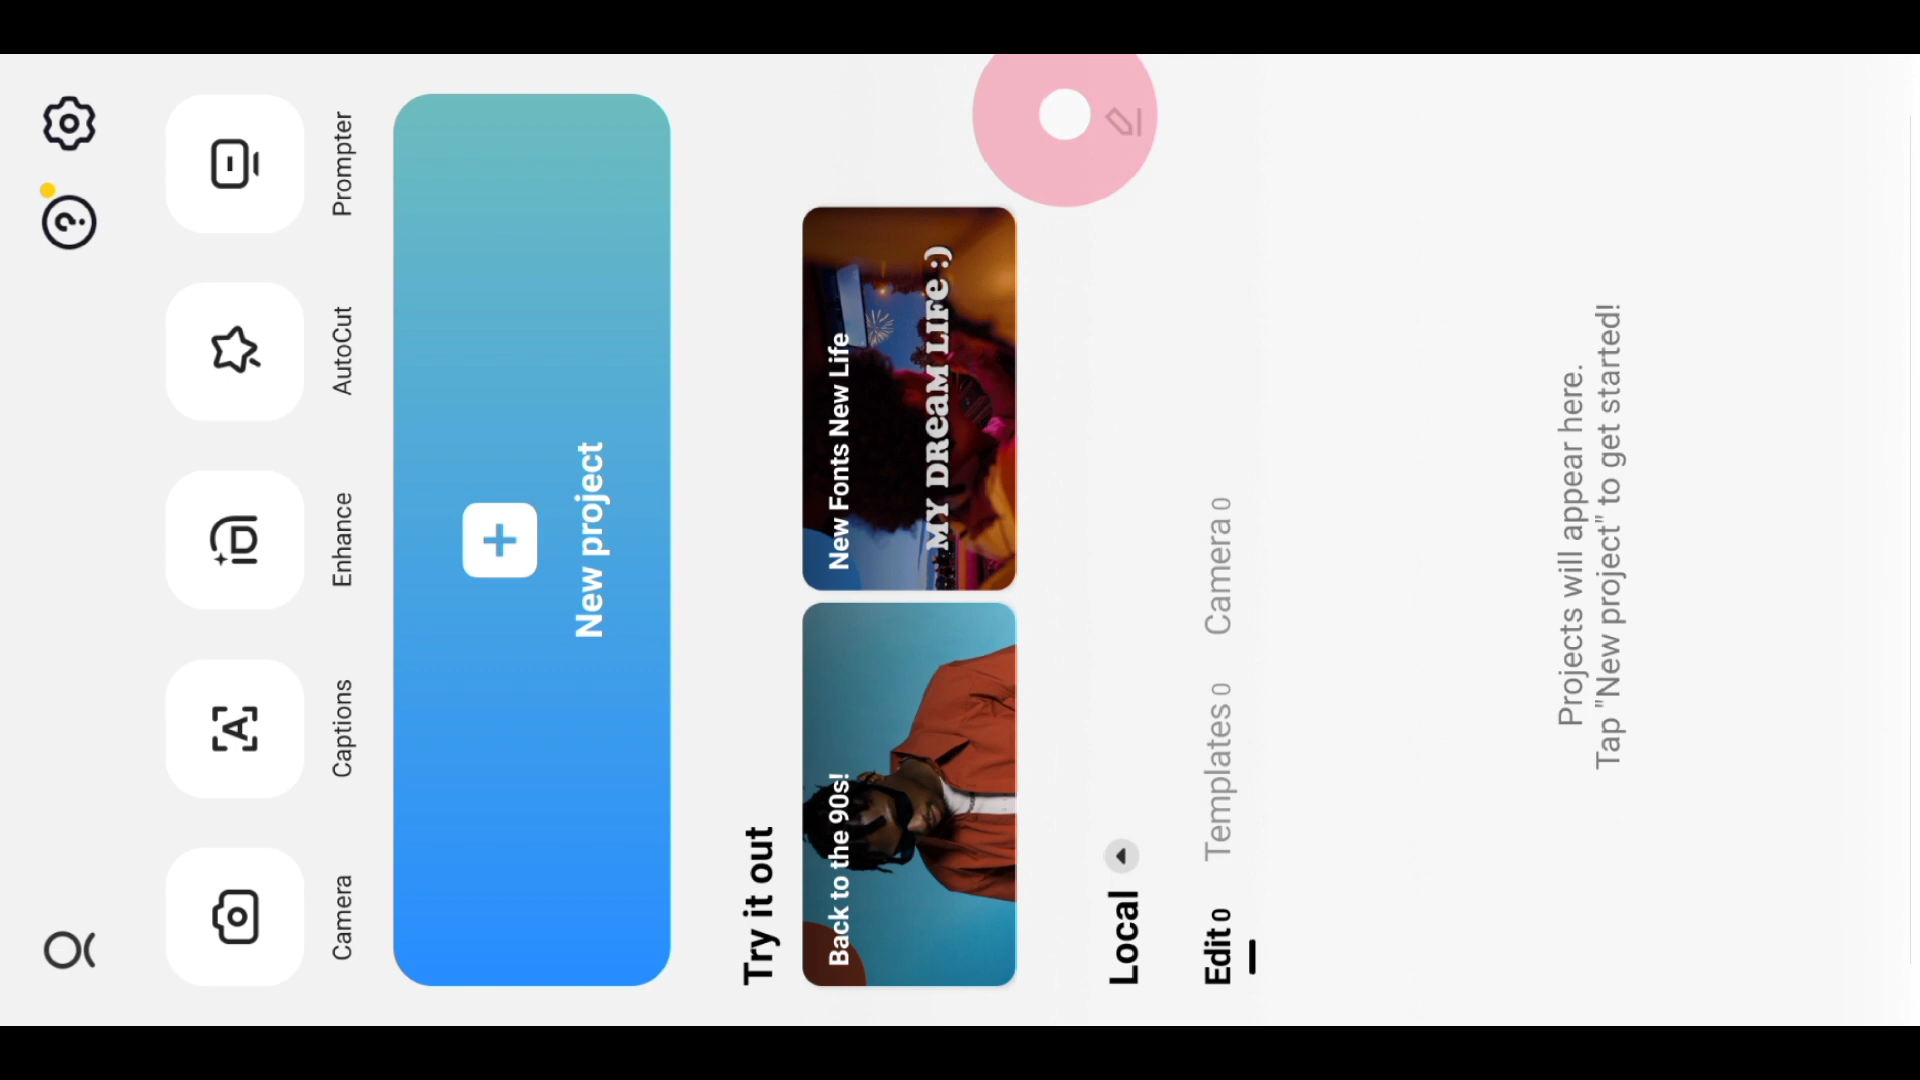 Camera
Captions
Enhance
AutoCut
Prompter
New project
Try it out
Back to the 90s!
New Fonts New Life
MY DREAM LIFE :)
Local
Edit 0
Templates 0
Camera 0
Projects will appear here.
Tap "New project" to get started!